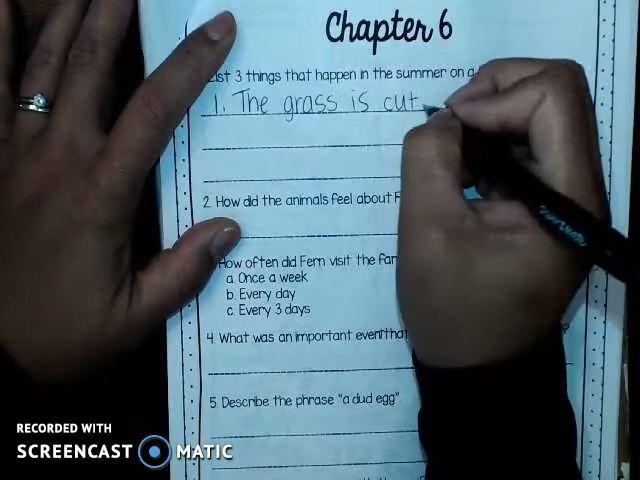 Chapter 6
List 3 things that happen in the summer on a
1. The grass is cut
2. How did the animals feel about
How often did Fern visit the
a. Once a week
b. Every day
c. Every 3 days
4. What was an important event that
5. Describe the phrase "a dud egg".
RECORDED WITH
SCREENCAST MATIC